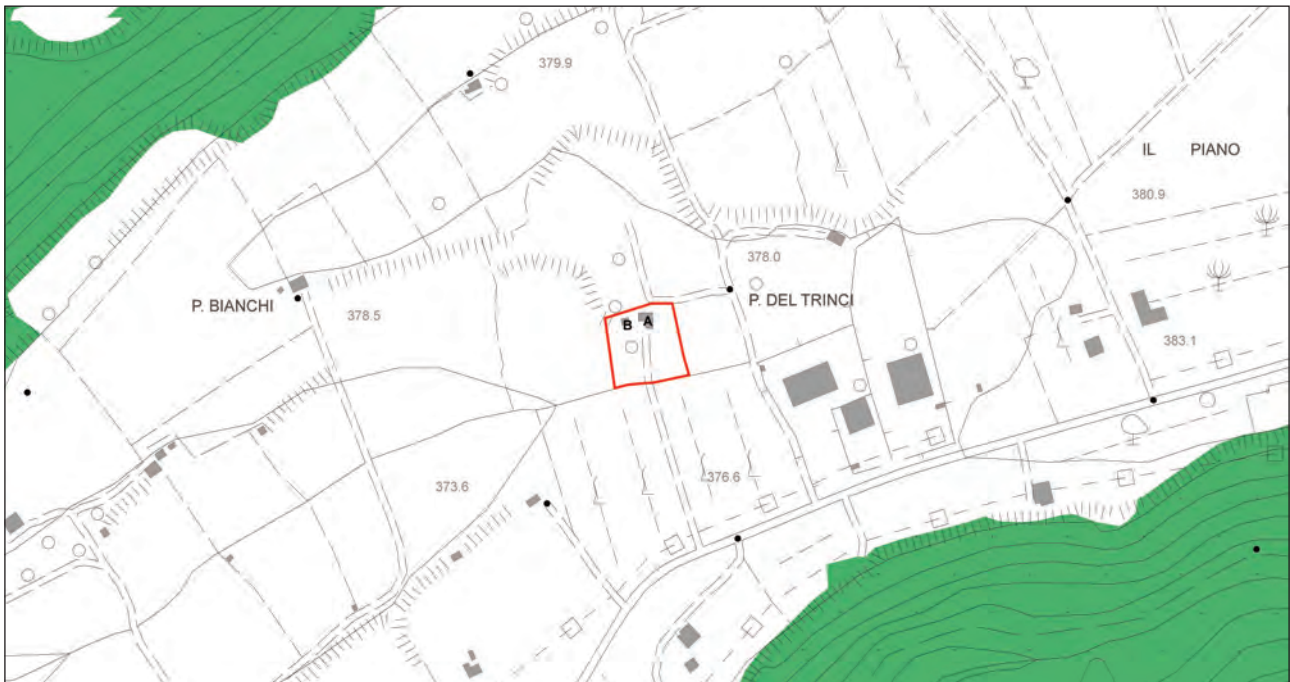 379.9
IL PIANO
380.9
378.0
P. BIANCHI
P. DEL TRINCI
378.5
B A
383.1
376.6
373.6